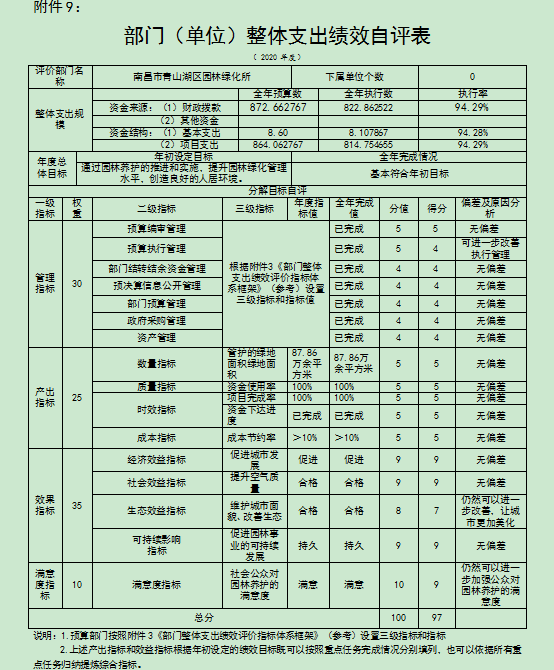 附件9:
部门（单位）整体支出绩效自评表
（ 2020 年度）
评价部门名称 南昌市青山湖区园林绿化所 下属单位个数 0
整体支出规模 全年预算数 全年执行数 执行率
资金来源：（1）财政拨款 872.662767 822.862522 94.29%
（2）其他资金
资金结构：（1）基本支出 8.60 8.107867 94.28%
（2）项目支出 864.062767 814.754655 94.29%
年度总体目标 年初设定目标 全年完成情况
通过园林养护的推进和实施，提升园林绿化管理水平，创造良好的人居环境。 基本符合年初目标
分解目标自评
一级指标 权重 二级指标 三级指标 年度指标值 全年完成值 分值 得分 偏差及原因分析
管理指标 30 预算编审管理 根据附件3《部门整体支出绩效评价指标体系框架》（参考）设置三级指标和指标值 已完成 5 5 无偏差
预算执行管理 已完成 5 4 可进一步改善执行管理
部门结转结余资金管理 已完成 4 4 无偏差
预决算信息公开管理 已完成 4 4 无偏差
部门预算管理 已完成 4 4 无偏差
政府采购管理 已完成 4 4 无偏差
资产管理 已完成 4 4 无偏差
产出指标 25 数量指标 管护的绿地面积绿地面积 87.86万余平方米 87.86万余平方米 5 5 无偏差
质量指标 资金使用率 100% 100% 5 5 无偏差
时效指标 项目完成率 100% 100% 5 5 无偏差
资金下达进度 已完成 已完成 5 5 无偏差
成本指标 成本节约率 ＞10% ＞10% 5 5 无偏差
效果指标 35 经济效益指标 促进城市发展 促进 促进 9 9 无偏差
社会效益指标 提升空气质量 合格 合格 9 9 无偏差
生态效益指标 维护城市面貌、改善生态 合格 合格 8 7 仍然可以进一步改善，让城市更加美化
可持续影响指标 促进园林事业的可持续发展 持久 持久 9 9 无偏差
满意度指标 10 满意度指标 社会公众对园林养护的满意度 满意 满意 10 9 仍然可以进一步加强公众对园林养护的满意度
总分 100 97
说明：1.预算部门按照附件3《部门整体支出绩效评价指标体系框架》（参考）设置三级指标和指标
2.上述产出指标和效益指标根据年初设定的绩效目标既可以按照重点任务完成情况分别填列，也可以依据所有重
点任务归纳提炼综合指标。